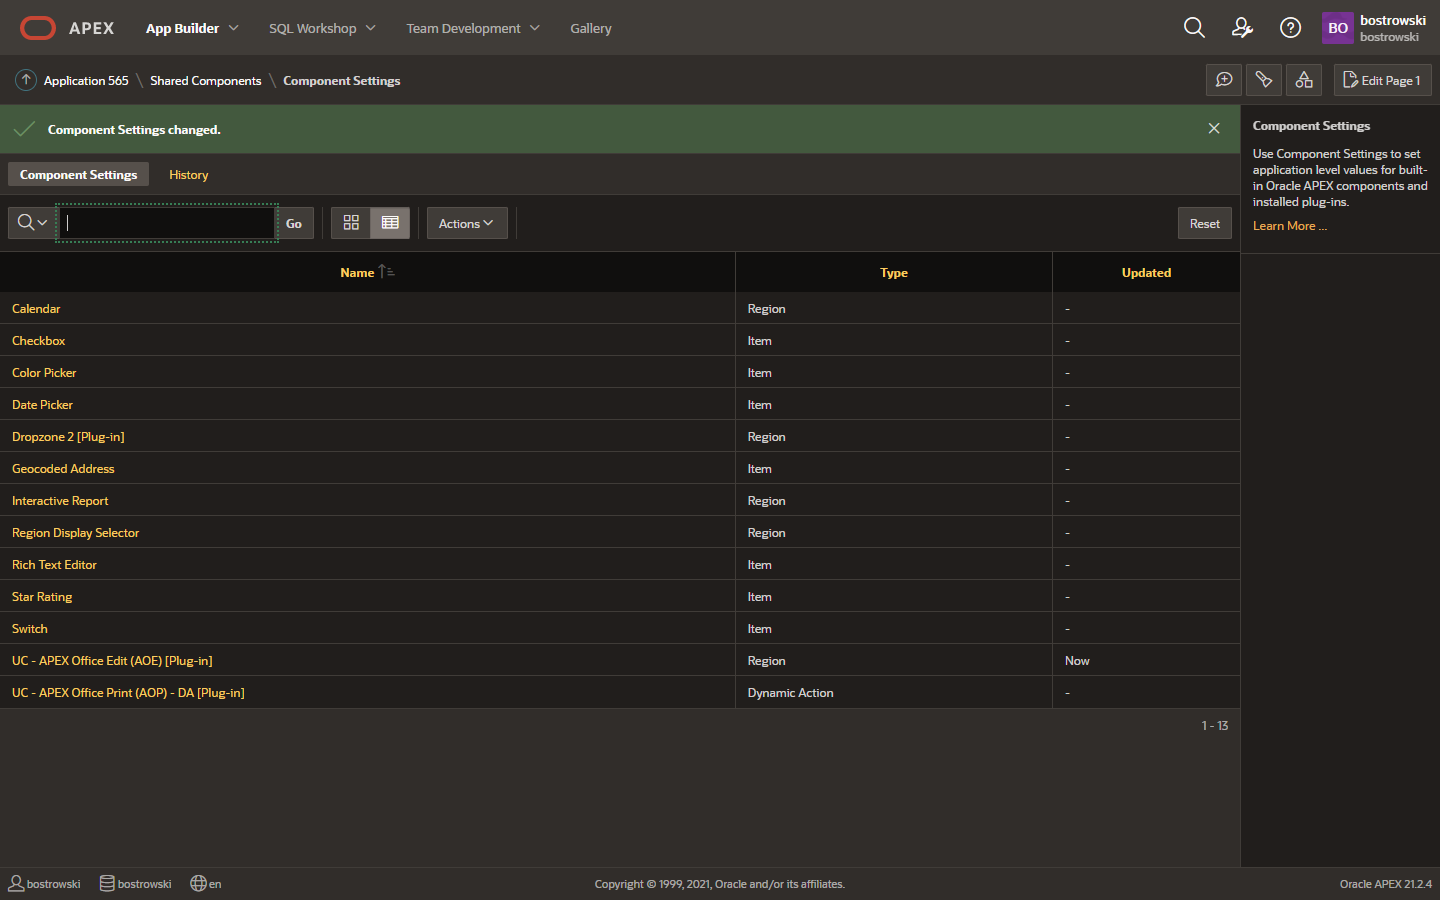 APEX App Builder SQL Workshop Team Development Gallery BO bostrowski
bostrowski
Application 565 \ Shared Components \ Component Settings Edit Page 1
Component Settings changed.
Component Settings History
Go Actions Reset
Name Type Updated
Calendar Region -
Checkbox Item -
Color Picker Item -
Date Picker Item -
Dropzone 2 [Plug-in] Region -
Geocoded Address Item -
Interactive Report Region -
Region Display Selector Region -
Rich Text Editor Item -
Star Rating Item -
Switch Item -
UC - APEX Office Edit (AOE) [Plug-in] Region Now
UC - APEX Office Print (AOP) - DA [Plug-in] Dynamic Action -
1 - 13
Component Settings
Use Component Settings to set
application level values for built-
in Oracle APEX components and
installed plug-ins.
Learn More ...
bostrowski bostrowski en Copyright © 1999, 2021, Oracle and/or its affiliates. Oracle APEX 21.2.4